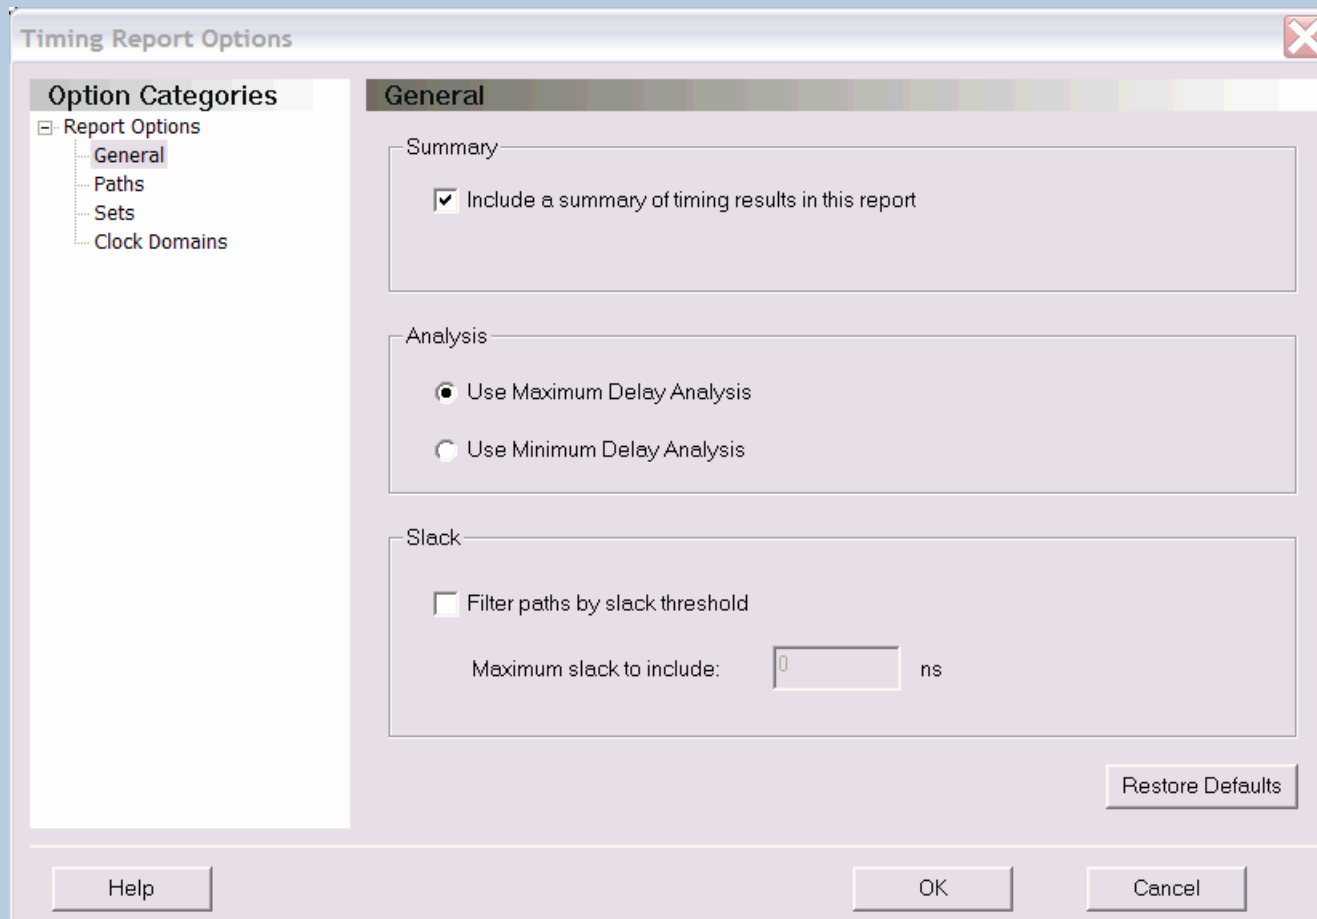 Timing Report Options
Option Categories
Report Options
General
Paths
Sets
Clock Domains
General
Summary
Include a summary of timing results in this report
Analysis
Use Maximum Delay Analysis
Use Minimum Delay Analysis
Slack
Filter paths by slack threshold
Maximum slack to include: 0 ns
Restore Defaults
Help OK Cancel